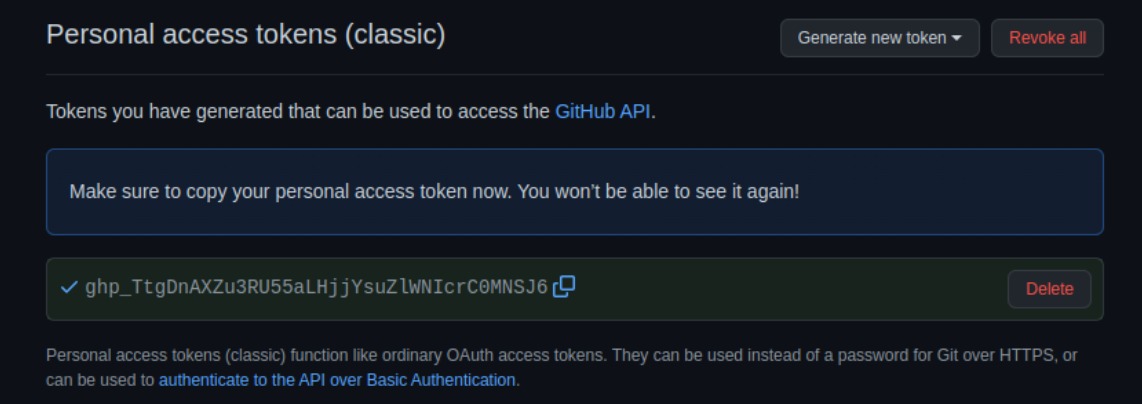 Personal access tokens (classic)
Generate new token
Revoke all
Tokens you have generated that can be used to access the GitHub API.
Make sure to copy your personal access token now. You won’t be able to see it again!
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
Delete
Personal access tokens (classic) function like ordinary OAuth access tokens. They can be used instead of a password for Git over HTTPS, or
can be used to authenticate to the API over Basic Authentication.